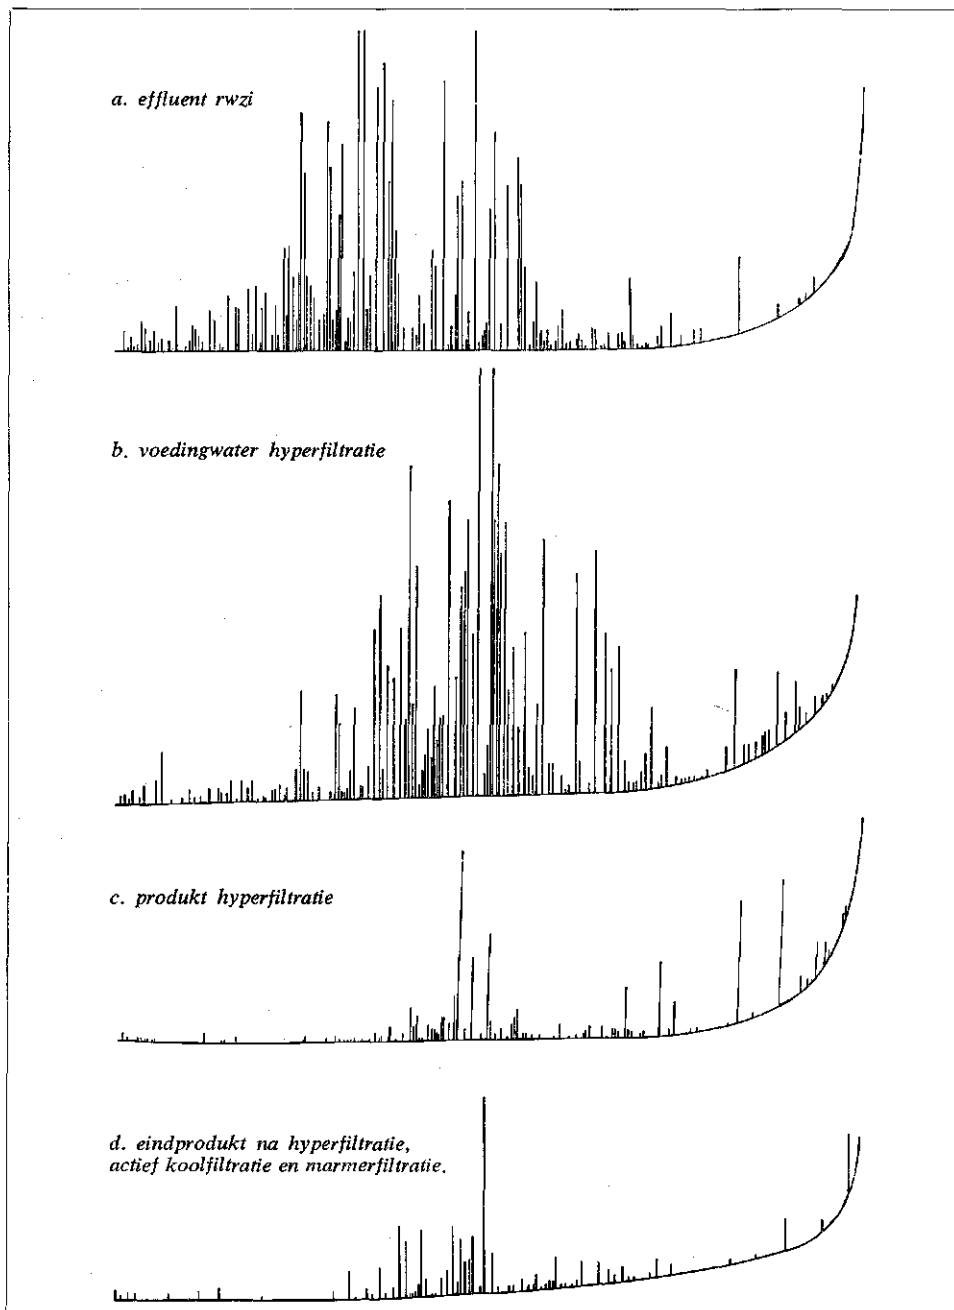 a. effluent rwzi
b. voedingwater hyperfiltratie
c. produkt hyperfiltratie
d. eindprodukt na hyperfiltratie,
actief koolfiltratie en marmerfiltratie.